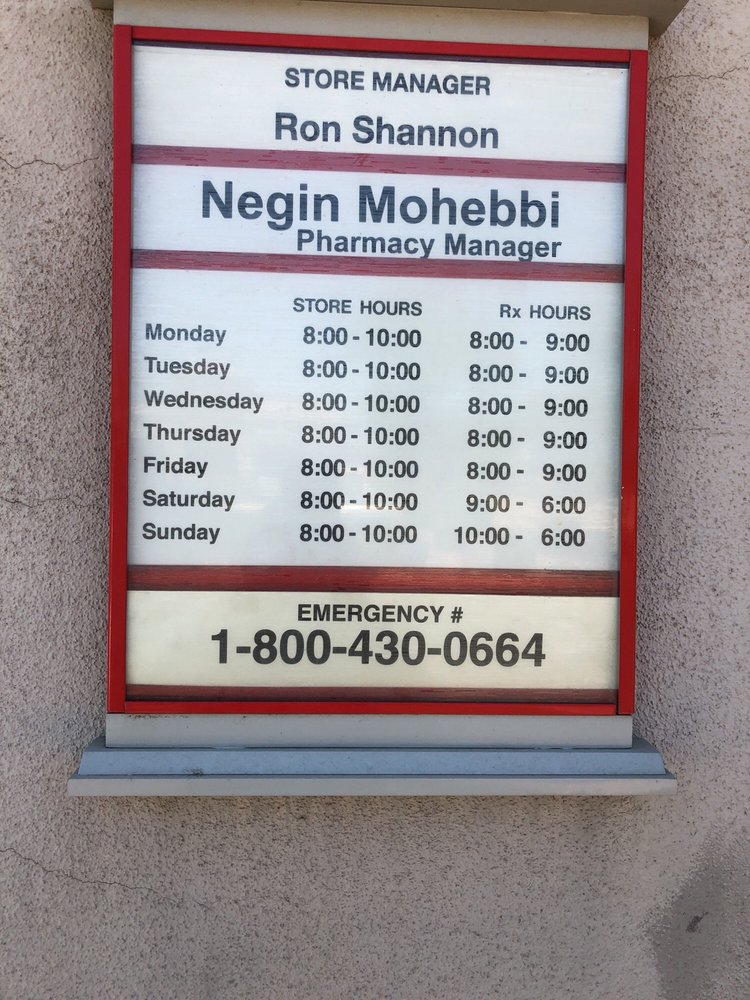 STORE MANAGER
Ron Shannon
Negin Mohebbi
Pharmacy Manager
STORE HOURS Rx HOURS
Monday 8:00 - 10:00 8:00 - 9:00
Tuesday 8:00 - 10:00 8:00 - 9:00
Wednesday 8:00 - 10:00 8:00 - 9:00
Thursday 8:00 - 10:00 8:00 - 9:00
Friday 8:00 - 10:00 8:00 - 9:00
Saturday 8:00 - 10:00 9:00 - 6:00
Sunday 8:00 - 10:00 10:00 - 6:00
EMERGENCY #
1-800-430-0664